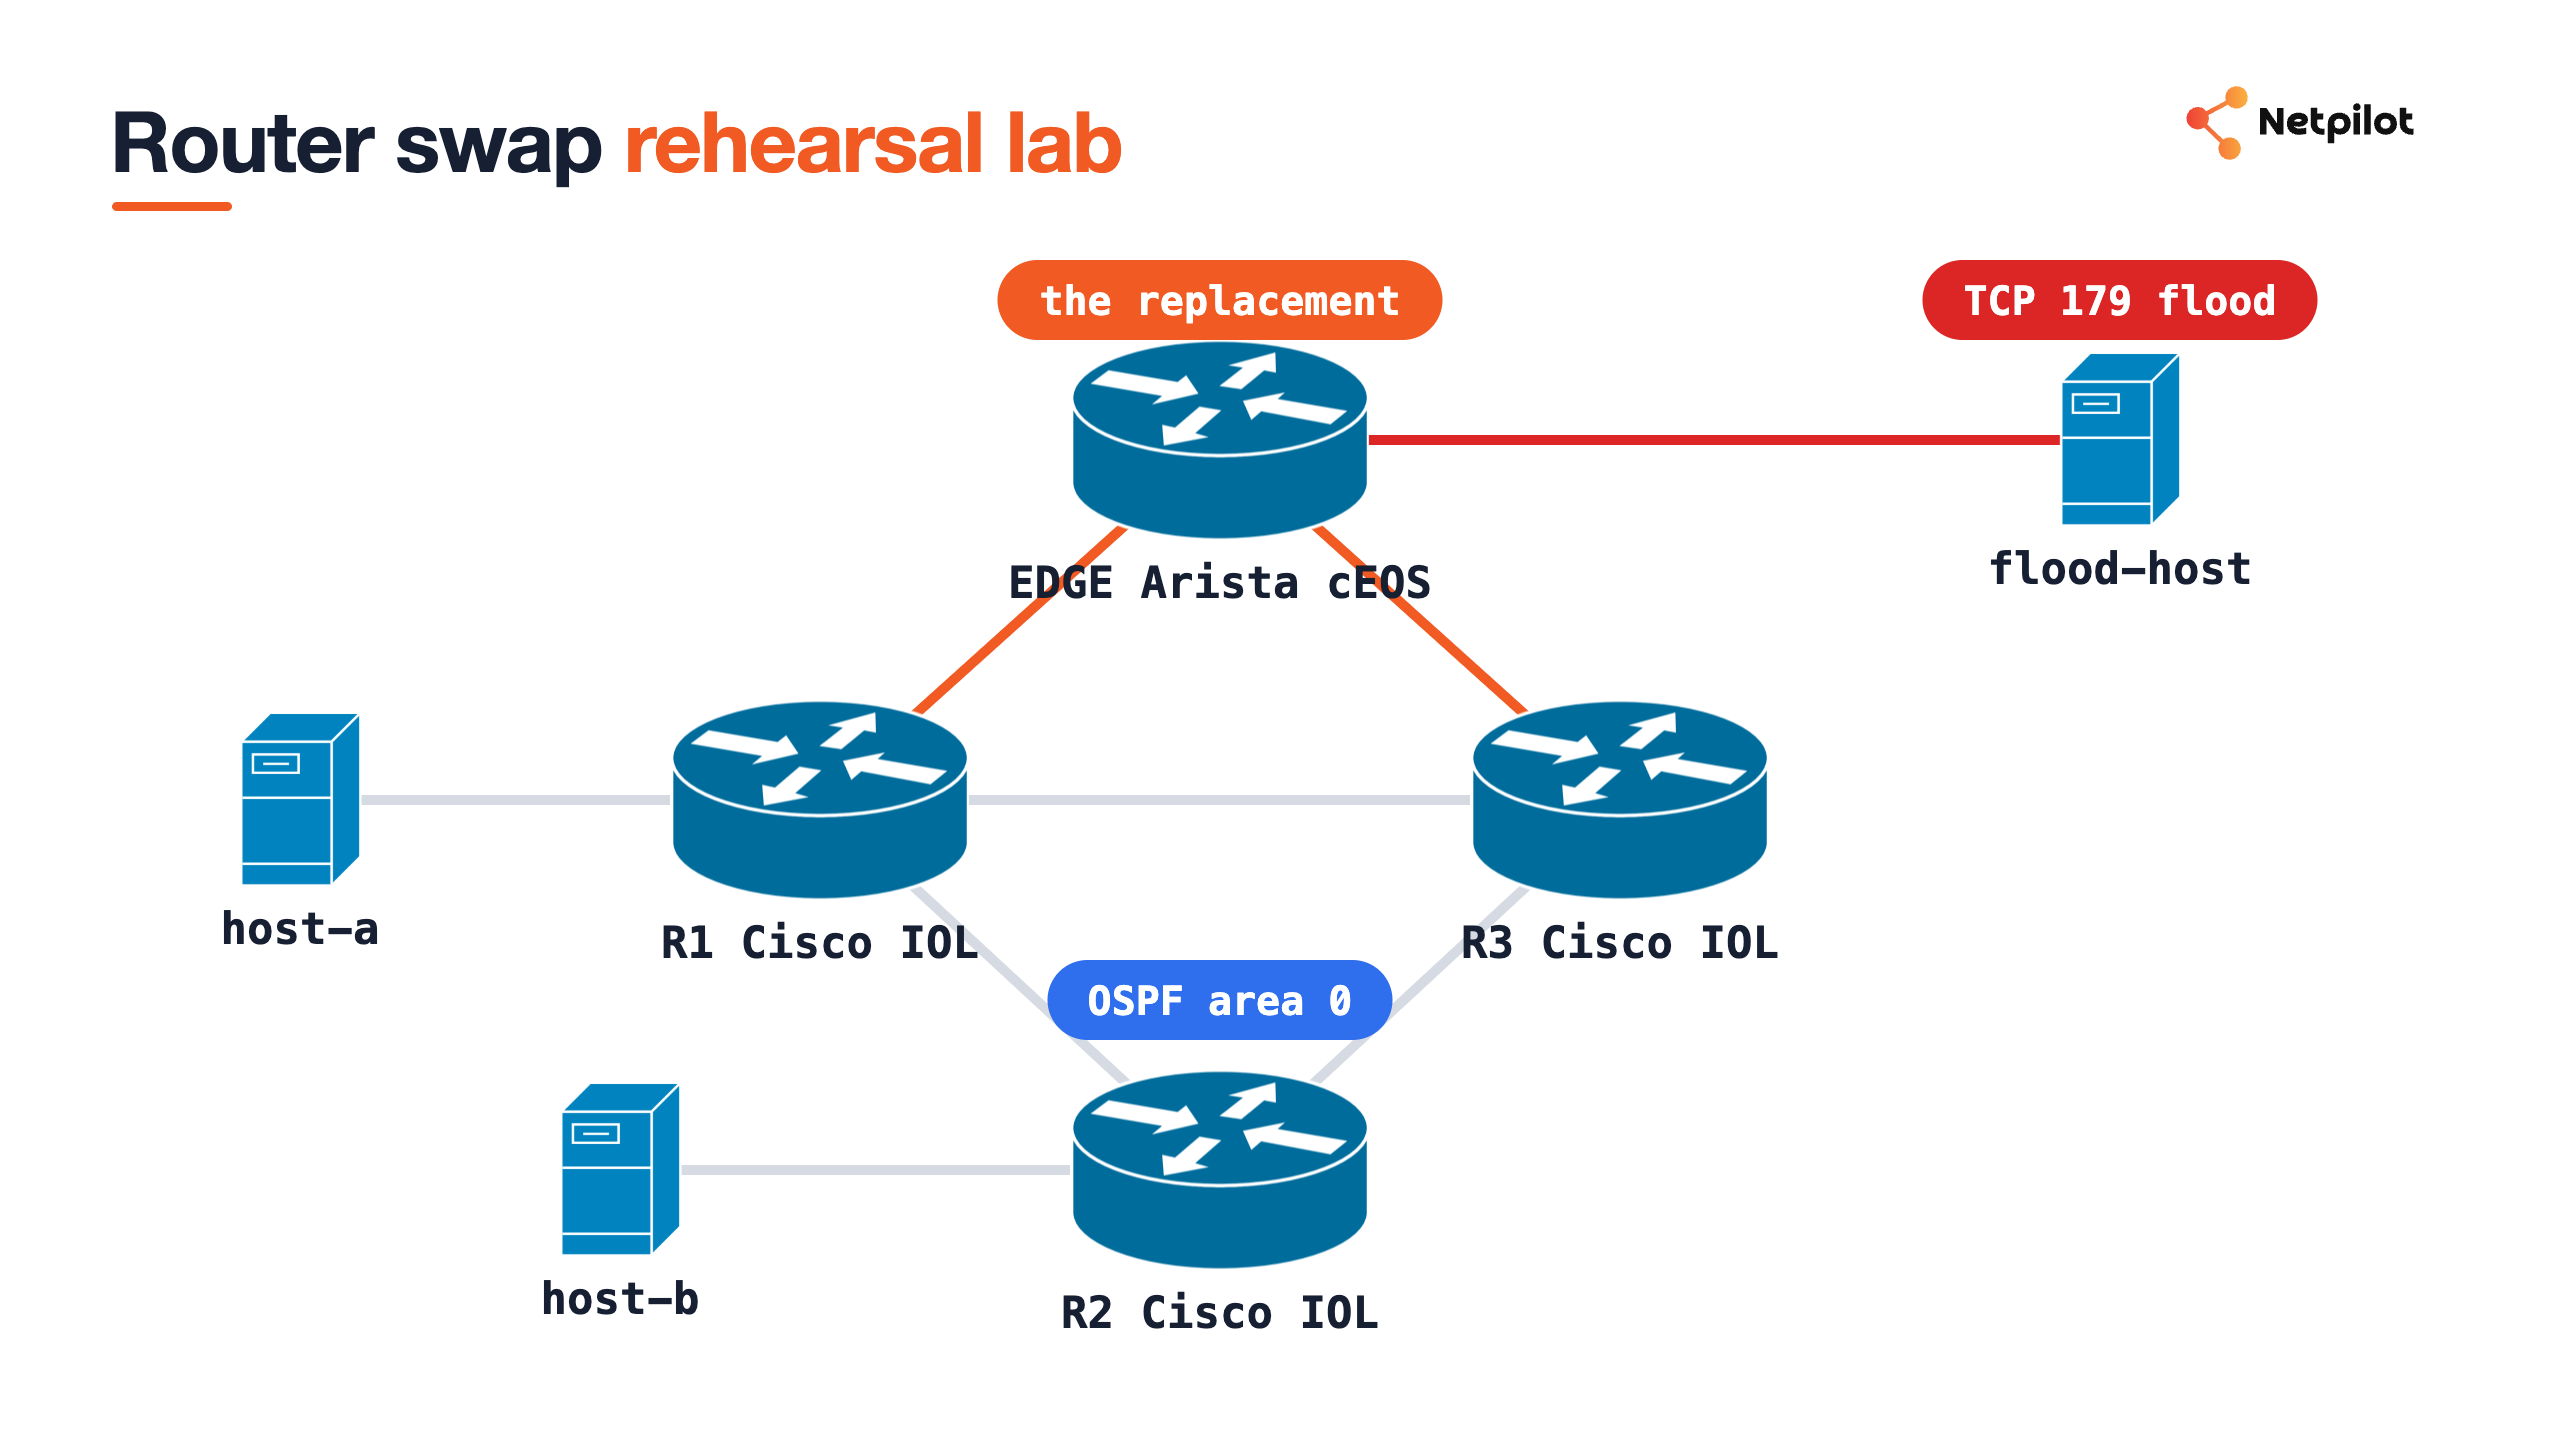 Router swap rehearsal lab
Netpilot
the replacement
TCP 179 flood
EDGE Arista cEOS
flood-host
host-a
R1 Cisco IOL
R3 Cisco IOL
OSPF area 0
host-b
R2 Cisco IOL